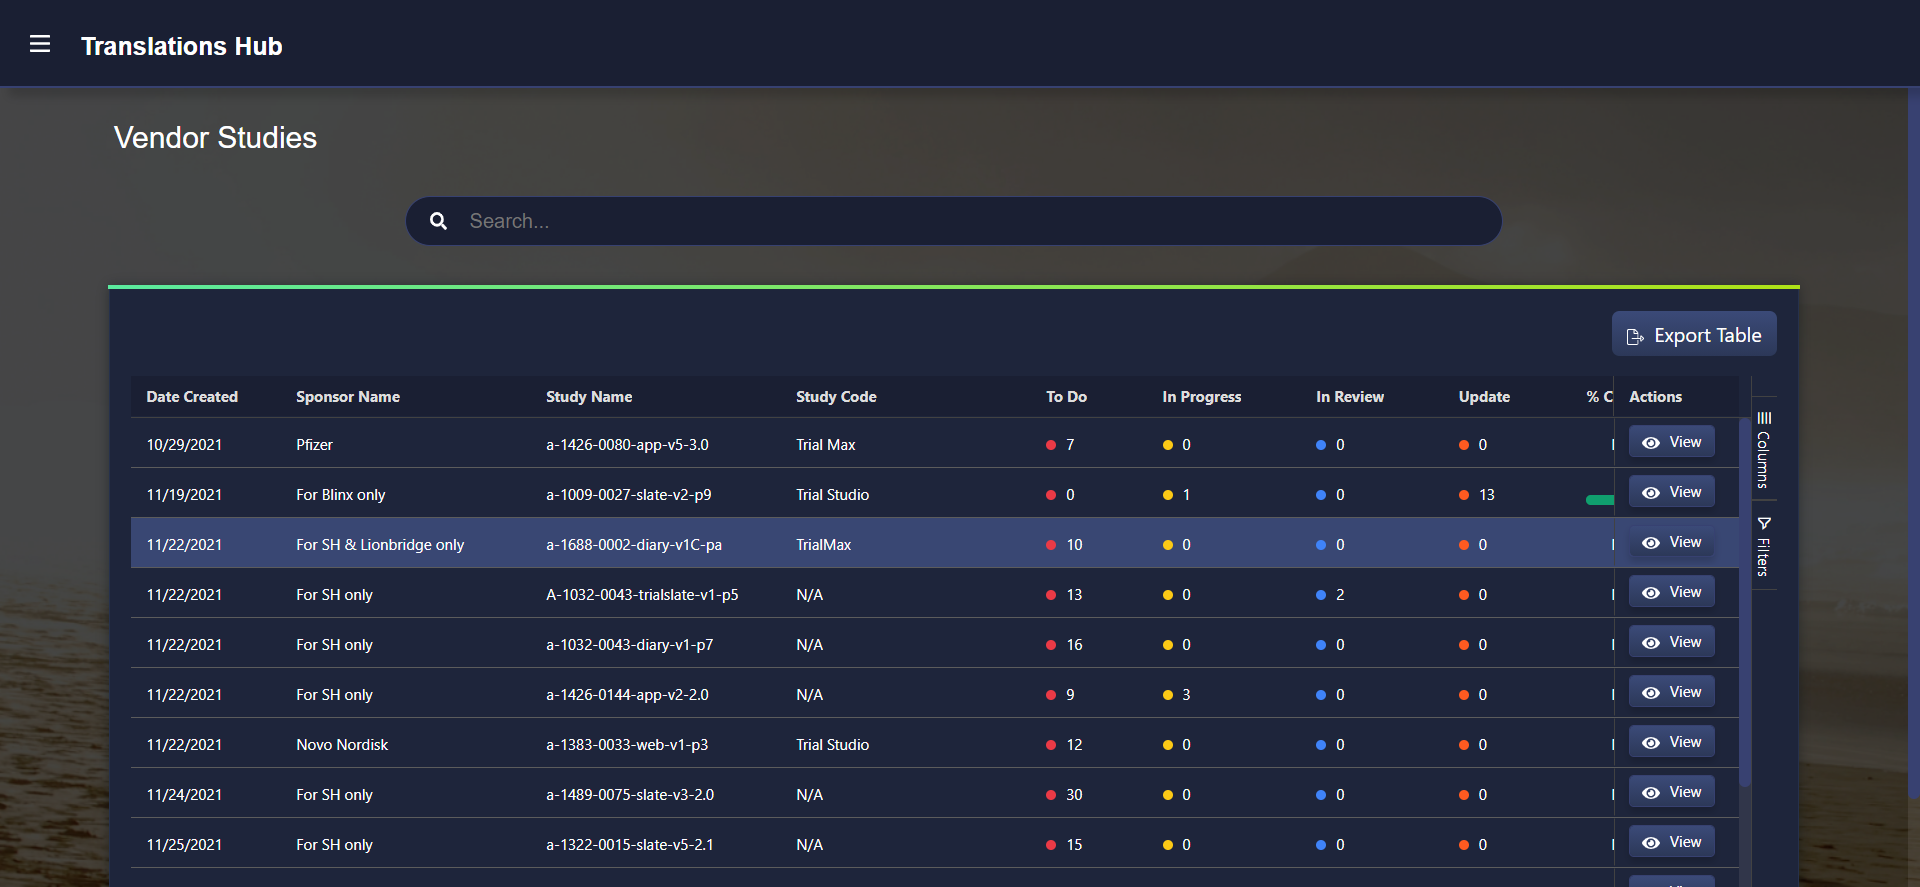 Translations Hub
Vendor Studies
Search...
Export Table
Date Created Sponsor Name Study Name Study Code To Do In Progress In Review Update % C Actions
10/29/2021 Pfizer a-1426-0080-app-v5-3.0 Trial Max 7 0 0 0 View
11/19/2021 For Blinx only a-1009-0027-slate-v2-p9 Trial Studio 0 1 0 13 View
11/22/2021 For SH & Lionbridge only a-1688-0002-diary-v1C-pa TrialMax 10 0 0 0 View
11/22/2021 For SH only A-1032-0043-trialslate-v1-p5 N/A 13 0 2 0 View
11/22/2021 For SH only a-1032-0043-diary-v1-p7 N/A 16 0 0 0 View
11/22/2021 For SH only a-1426-0144-app-v2-2.0 N/A 9 3 0 0 View
11/22/2021 Novo Nordisk a-1383-0033-web-v1-p3 Trial Studio 12 0 0 0 View
11/24/2021 For SH only a-1489-0075-slate-v3-2.0 N/A 30 0 0 0 View
11/25/2021 For SH only a-1322-0015-slate-v5-2.1 N/A 15 0 0 0 View
Columns
Filters